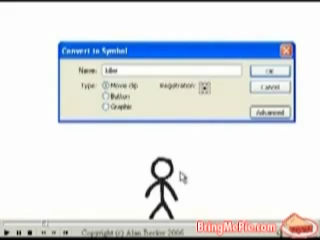 Convert to Symbol
Name: killer
OK
Type: Movie clip
Registration:
Cancel
Button
Graphic
Advanced
Copyright (c) Alan Becker 2006
BringMePie.com